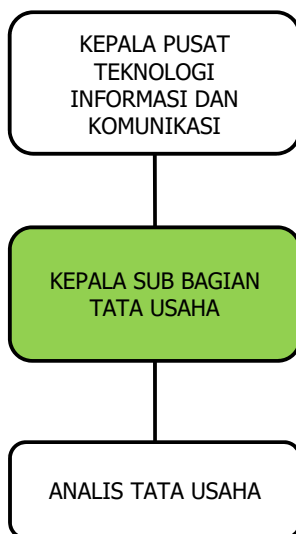 KEPALA PUSAT
TEKNOLOGI
INFORMASI DAN
KOMUNIKASI
KEPALA SUB BAGIAN
TATA USAHA
ANALIS TATA USAHA